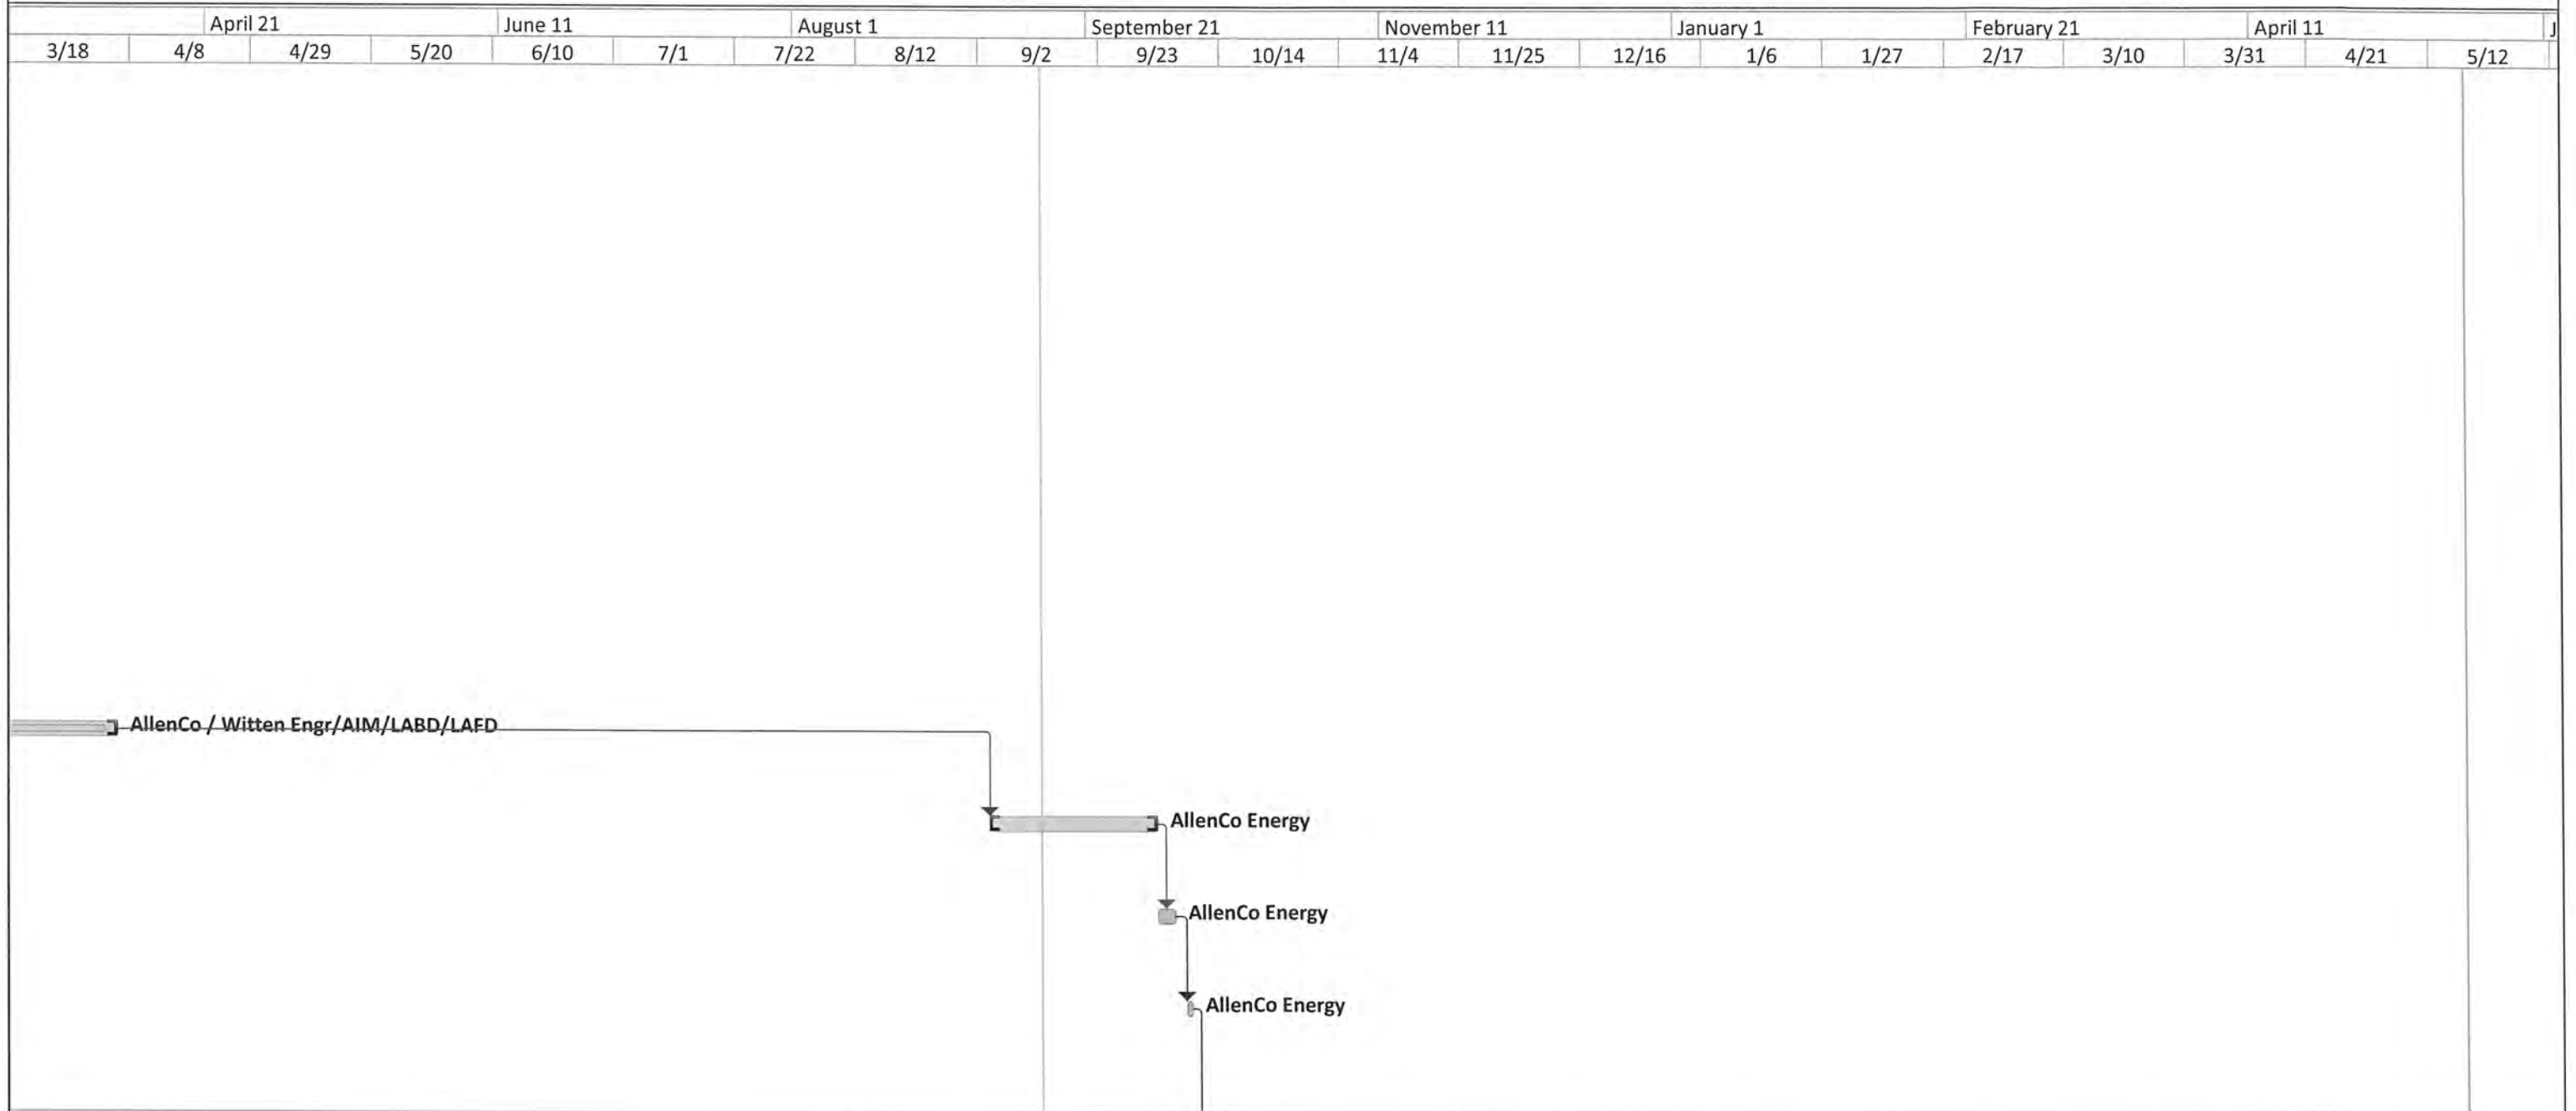 April 21 June 11 August 1 September 21 November 11 January 1 February 21 April 11 J
3/18 4/8 4/29 5/20 6/10 7/1 7/22 8/12 9/2 9/23 10/14 11/4 11/25 12/16 1/6 1/27 2/17 3/10 3/31 4/21 5/12
AllenCo / Witten Engr/AIM/LABD/LAFD
AllenCo Energy
AllenCo Energy
AllenCo Energy